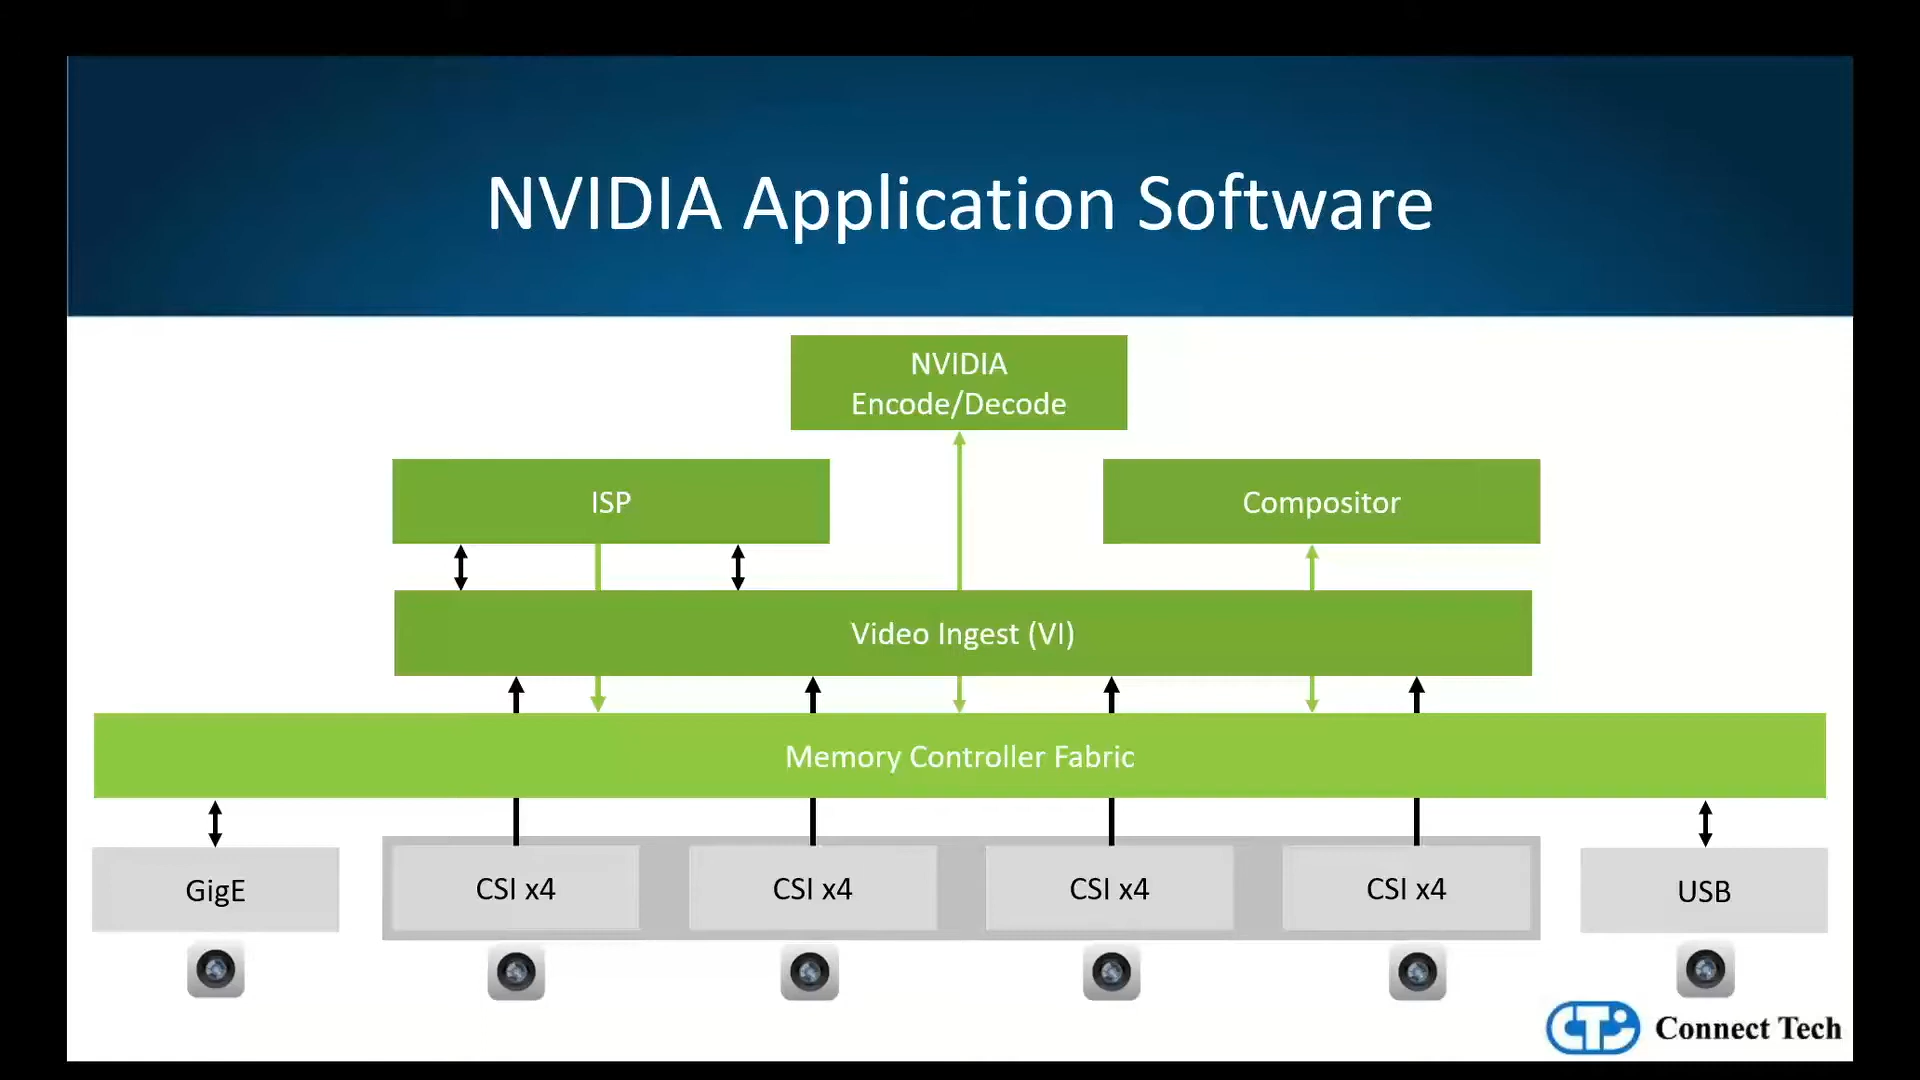 NVIDIA Application Software
NVIDIA
Encode/Decode
ISP
Compositor
Video Ingest (VI)
Memory Controller Fabric
GigE
CSI x4
CSI x4
CSI x4
CSI x4
USB
CTi Connect Tech